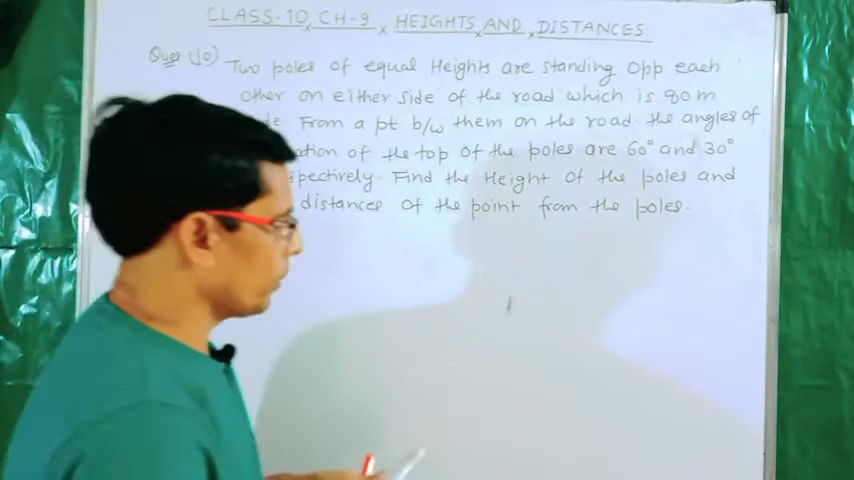 CLASS-10 CH-9 HEIGHTS AND DISTANCES
Ques (10) Two poles of equal Heights are standing opp each
other on either side of the road which is 80 m
From a pt b/w them on the road. the angles of
of the top of the poles are 60° and 30°
Find the Height of the poles and
distances of the point from the poles.